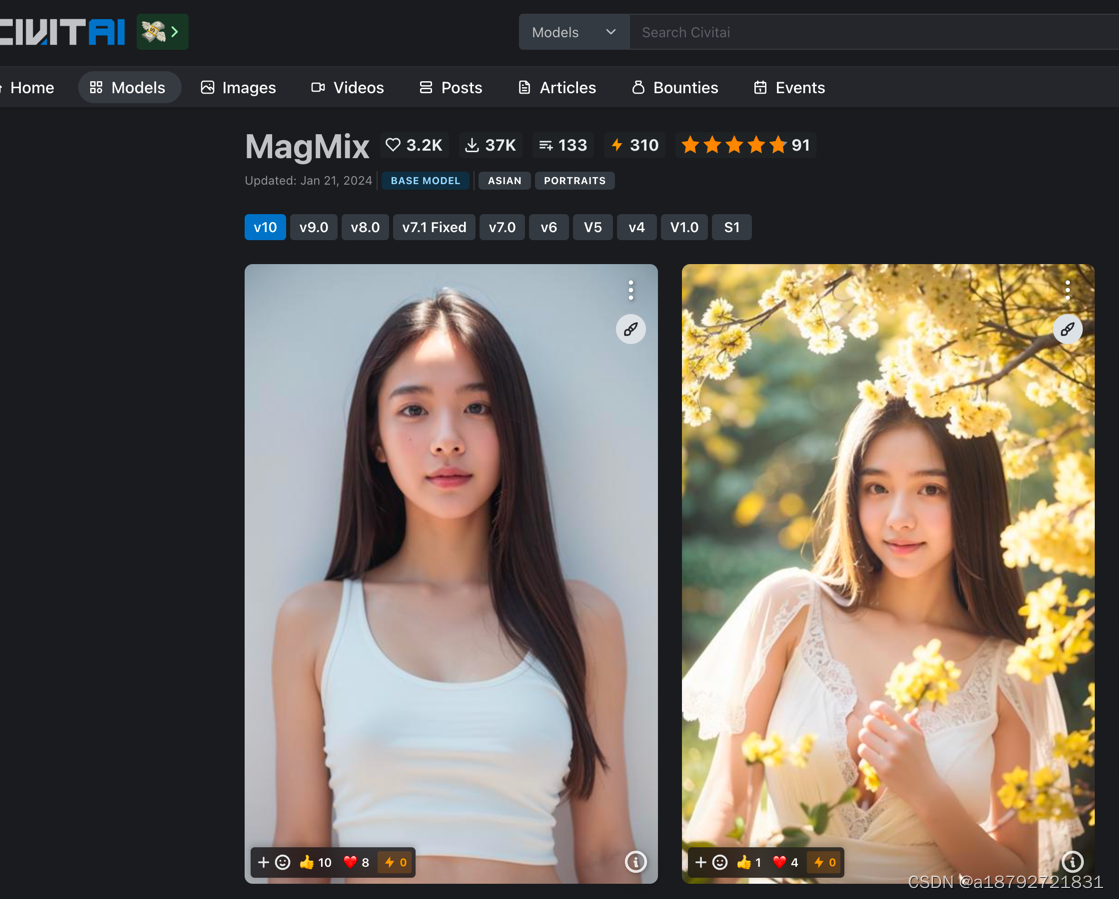 CIVITAI
Models
Search Civitai
Home
Models
Images
Videos
Posts
Articles
Bounties
Events
MagMix 3.2K 37K 133 310 91
Updated: Jan 21, 2024 BASE MODEL ASIAN PORTRAITS
v10 v9.0 v8.0 v7.1 Fixed v7.0 v6 V5 v4 V1.0 S1
10 8 0
1 4 0
CSDN @a18792721831